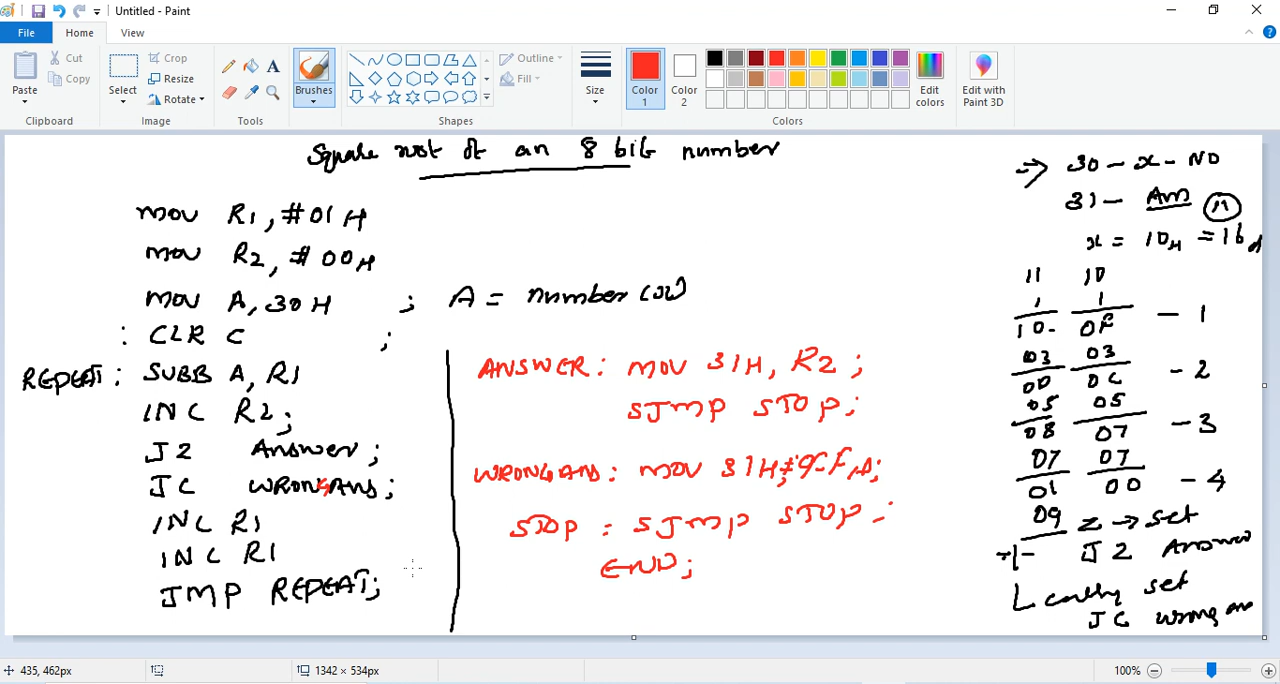 Untitled - Paint
File Home View
Paste
Cut
Copy
Clipboard
Select
Crop
Resize
Rotate
Image
Tools
Brushes
Outline
Fill
Shapes
Size
Color 1
Color 2
Edit colors
Edit with Paint 3D
Colors
Square root of an 8 bit number
MOV R1, #01H
MOV R2, #00H
MOV A, 30H ; A = number
: CLR C ;
REPEAT: SUBB A, R1
INC R2;
JZ Answer;
JC WRONGANS;
INC R1
INC R1
JMP REPEAT;
ANSWER: MOV 31H, R2 ;
SJMP STOP;
WRONGANS: MOV 31H,
STOP : SJMP STOP ;
END;
30 - x - NO
31 - Ans 11
x = 10H = 16d
11 10
1 1
10 0F - 1
03 03
0D 0C - 2
05 05
08 07 - 3
07 07
01 00 - 4
09 Z → set
JZ Answer
carry set
JC wrong an
435, 462px
1342 × 534px
100%